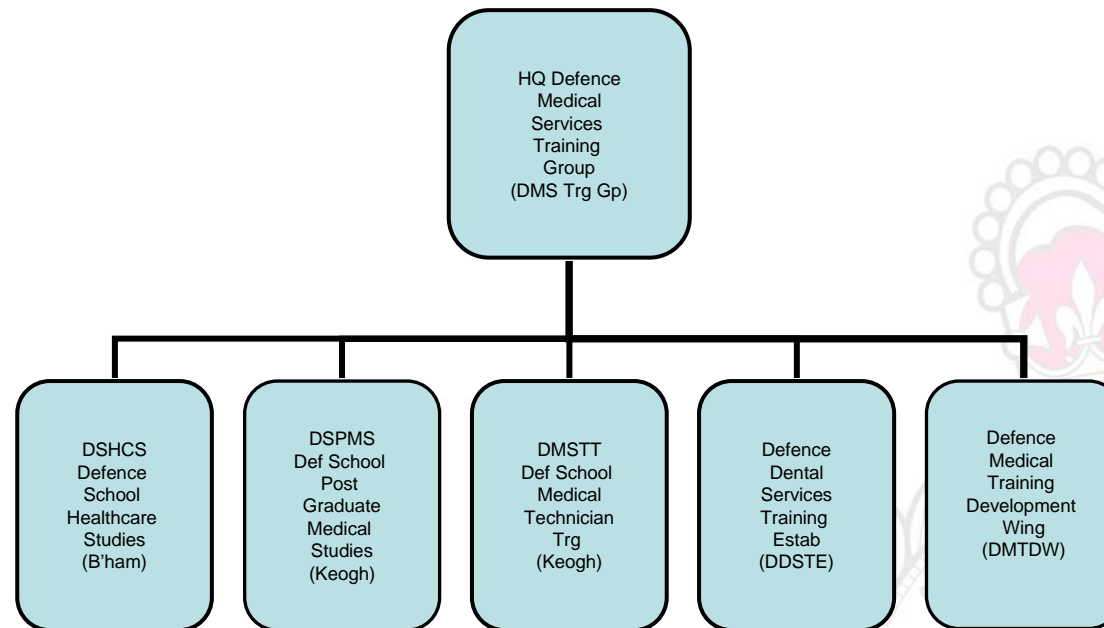 HQ Defence
Medical
Services
Training
Group
(DMS Trg Gp)
DSHCS
Defence
School
Healthcare
Studies
(B'ham)
DSPMS
Def School
Post
Graduate
Medical
Studies
(Keogh)
DMSTT
Def School
Medical
Technician
Trg
(Keogh)
Defence
Dental
Services
Training
Estab
(DDSTE)
Defence
Medical
Training
Development
Wing
(DMTDW)